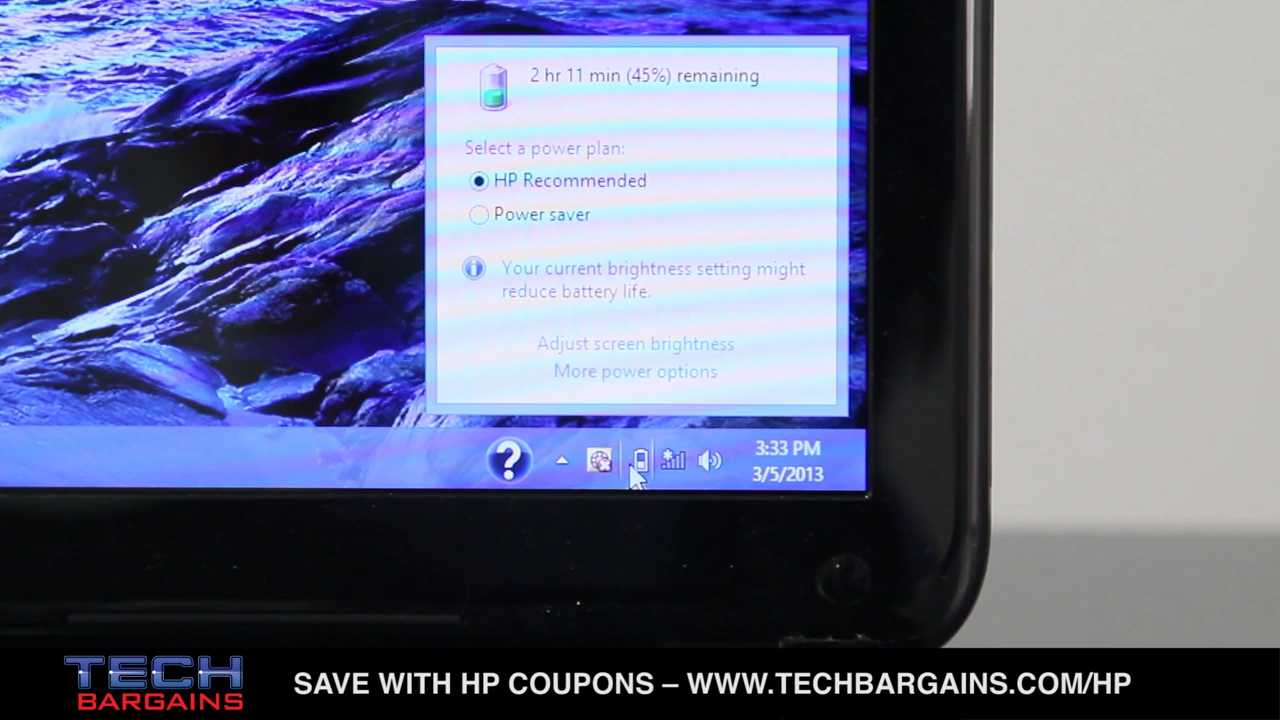 2 hr 11 min (45%) remaining
Select a power plan:
HP Recommended
Power saver
Your current brightness setting might
reduce battery life.
Adjust screen brightness
More power options
?
3:33 PM
3/5/2013
TECH
BARGAINS
SAVE WITH HP COUPONS – WWW.TECHBARGAINS.COM/HP